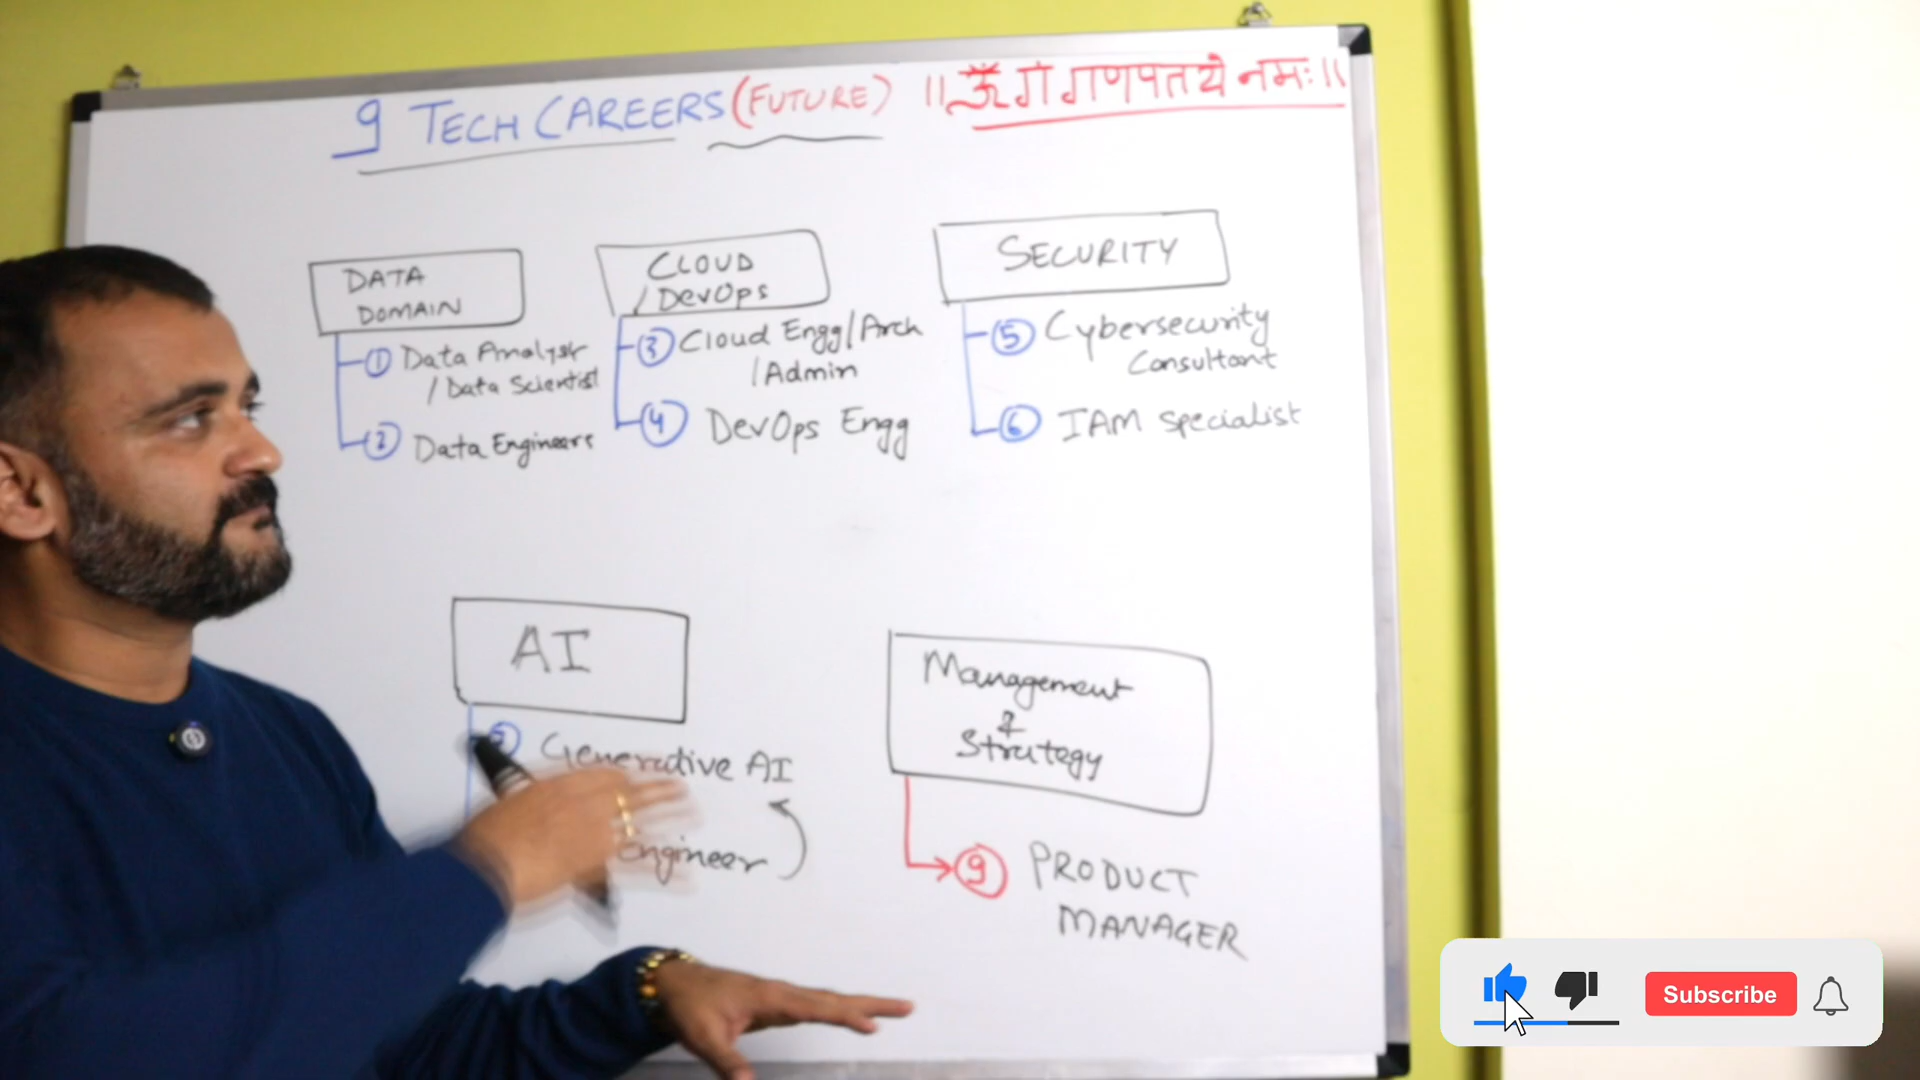 9 TECH CAREERS (FUTURE) ॥ ॐ गं गणपतये नमः॥
DATA
DOMAIN
① Data Analyst
/ Data Scientist
② Data Engineers
CLOUD
/DevOps
③ Cloud Engg/Arch
/Admin
④ DevOps Engg
SECURITY
⑤ Cybersecurity
Consultant
⑥ IAM Specialist
AI
Generative AI
Engineer
Management
&
Strategy
⑨ PRODUCT
MANAGER
Subscribe